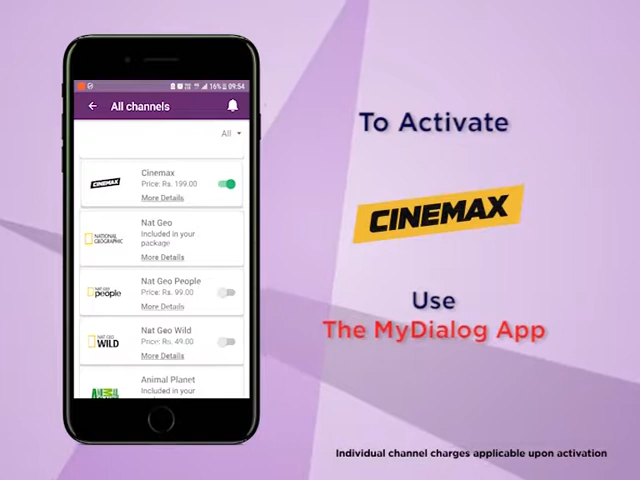 16% 09:54
All channels
All
Cinemax
Price: Rs. 199.00
More Details
CINEMAX
Nat Geo
Included in your
package
More Details
NATIONAL
GEOGRAPHIC
Nat Geo People
Price: Rs. 99.00
More Details
NAT GEO
people
Nat Geo Wild
Price: Rs. 49.00
More Details
NAT GEO
WILD
Animal Planet
Included in your
To Activate
CINEMAX
Use
The MyDialog App
Individual channel charges applicable upon activation